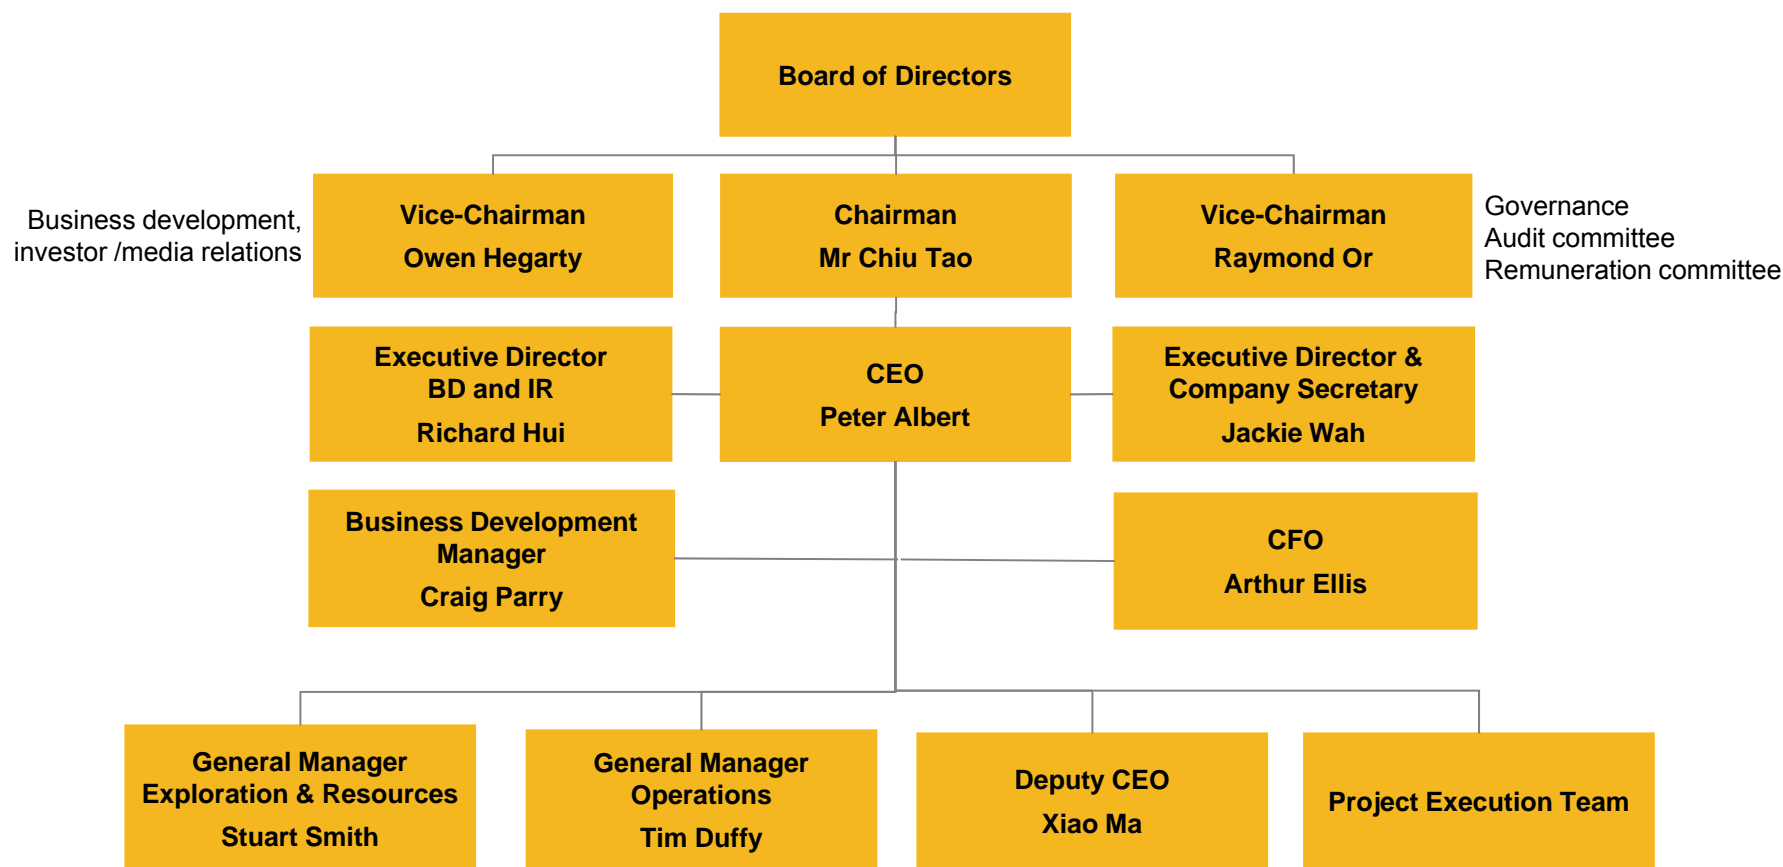 Board of Directors
Business development,
investor /media relations
Vice-Chairman
Owen Hegarty
Chairman
Mr Chiu Tao
Vice-Chairman
Raymond Or
Governance
Audit committee
Remuneration committee
Executive Director
BD and IR
Richard Hui
CEO
Peter Albert
Executive Director &
Company Secretary
Jackie Wah
Business Development
Manager
Craig Parry
CFO
Arthur Ellis
General Manager
Exploration & Resources
Stuart Smith
General Manager
Operations
Tim Duffy
Deputy CEO
Xiao Ma
Project Execution Team